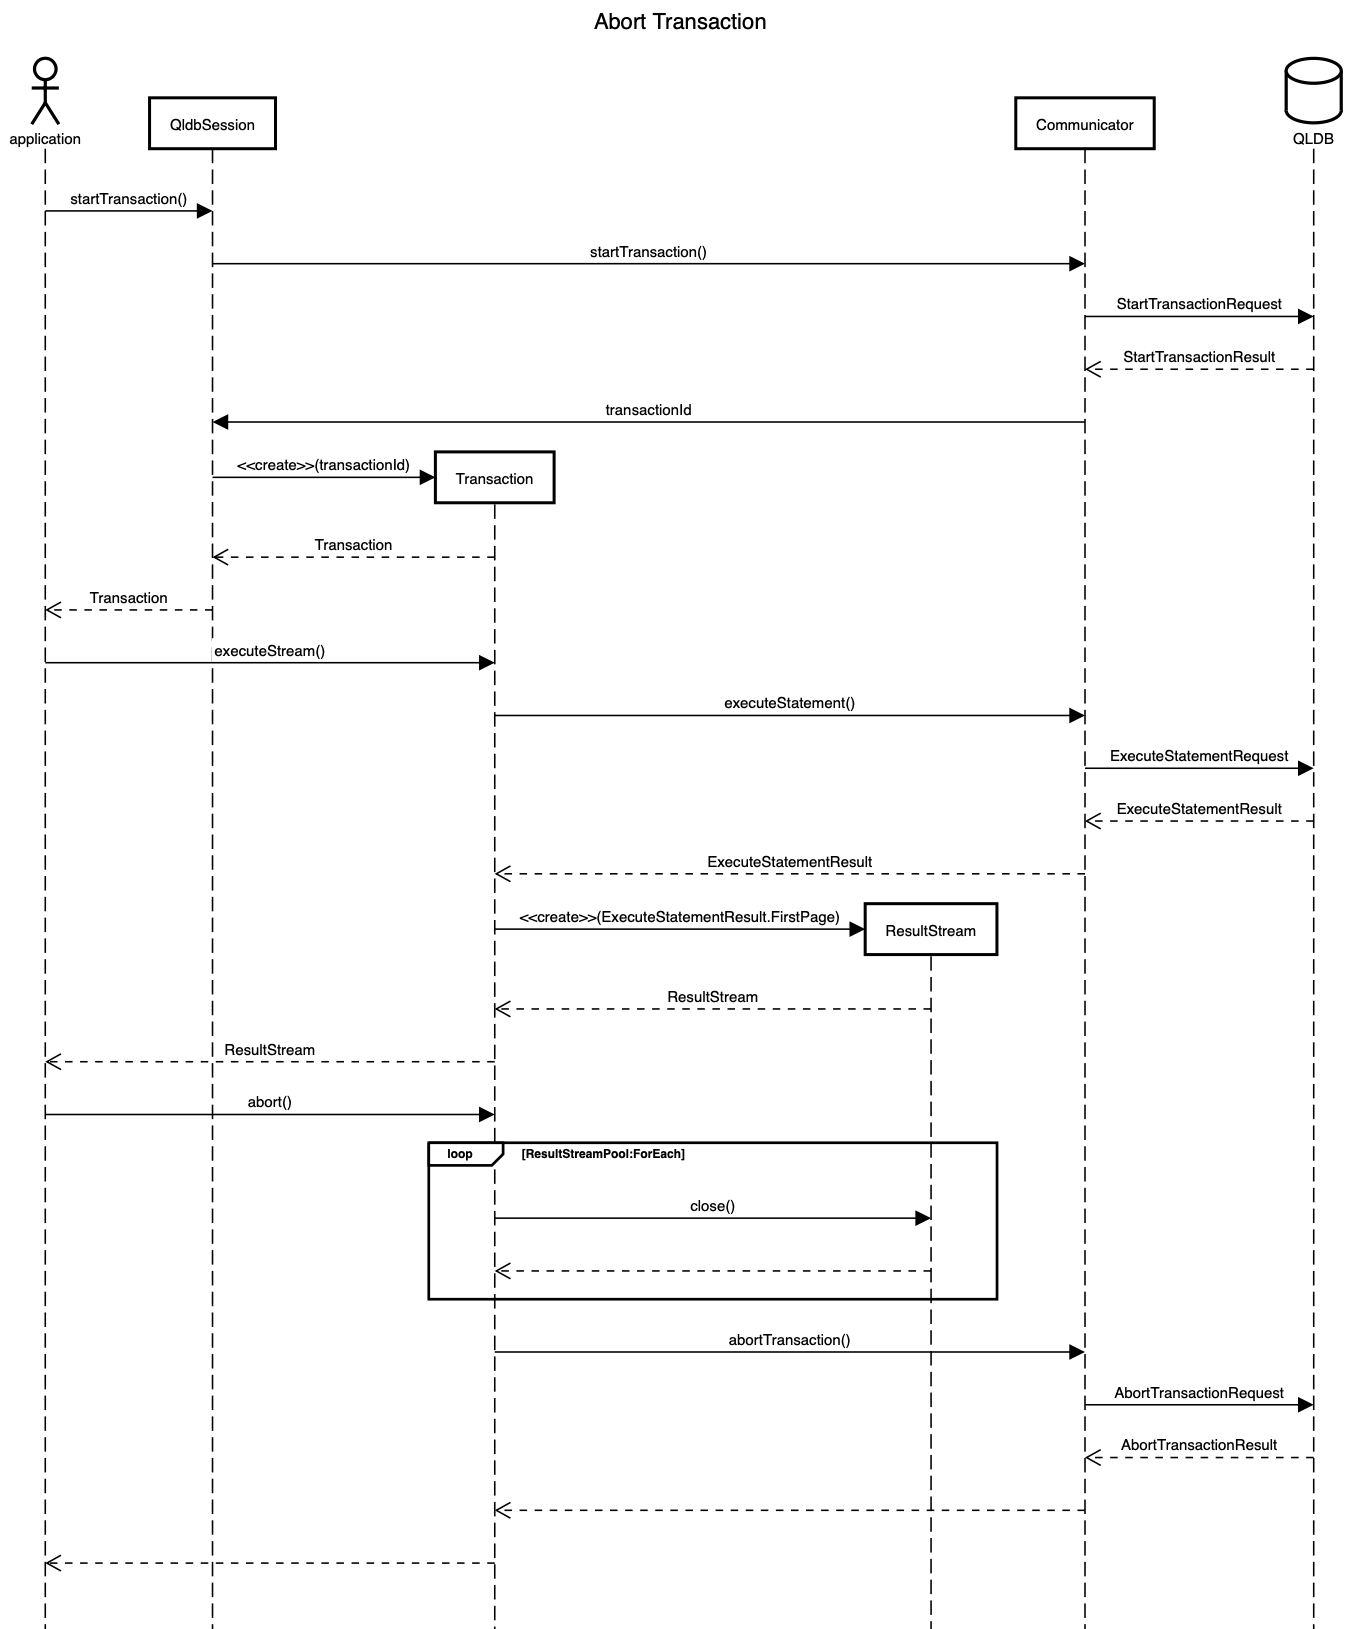 Abort Transaction
application
QldbSession
Communicator
QLDB
startTransaction()
startTransaction()
StartTransactionRequest
StartTransactionResult
transactionId
<<create>>(transactionId)
Transaction
Transaction
Transaction
executeStream()
executeStatement()
ExecuteStatementRequest
ExecuteStatementResult
ExecuteStatementResult
<<create>>(ExecuteStatementResult.FirstPage)
ResultStream
ResultStream
ResultStream
abort()
loop [ResultStreamPool:ForEach]
close()
abortTransaction()
AbortTransactionRequest
AbortTransactionResult